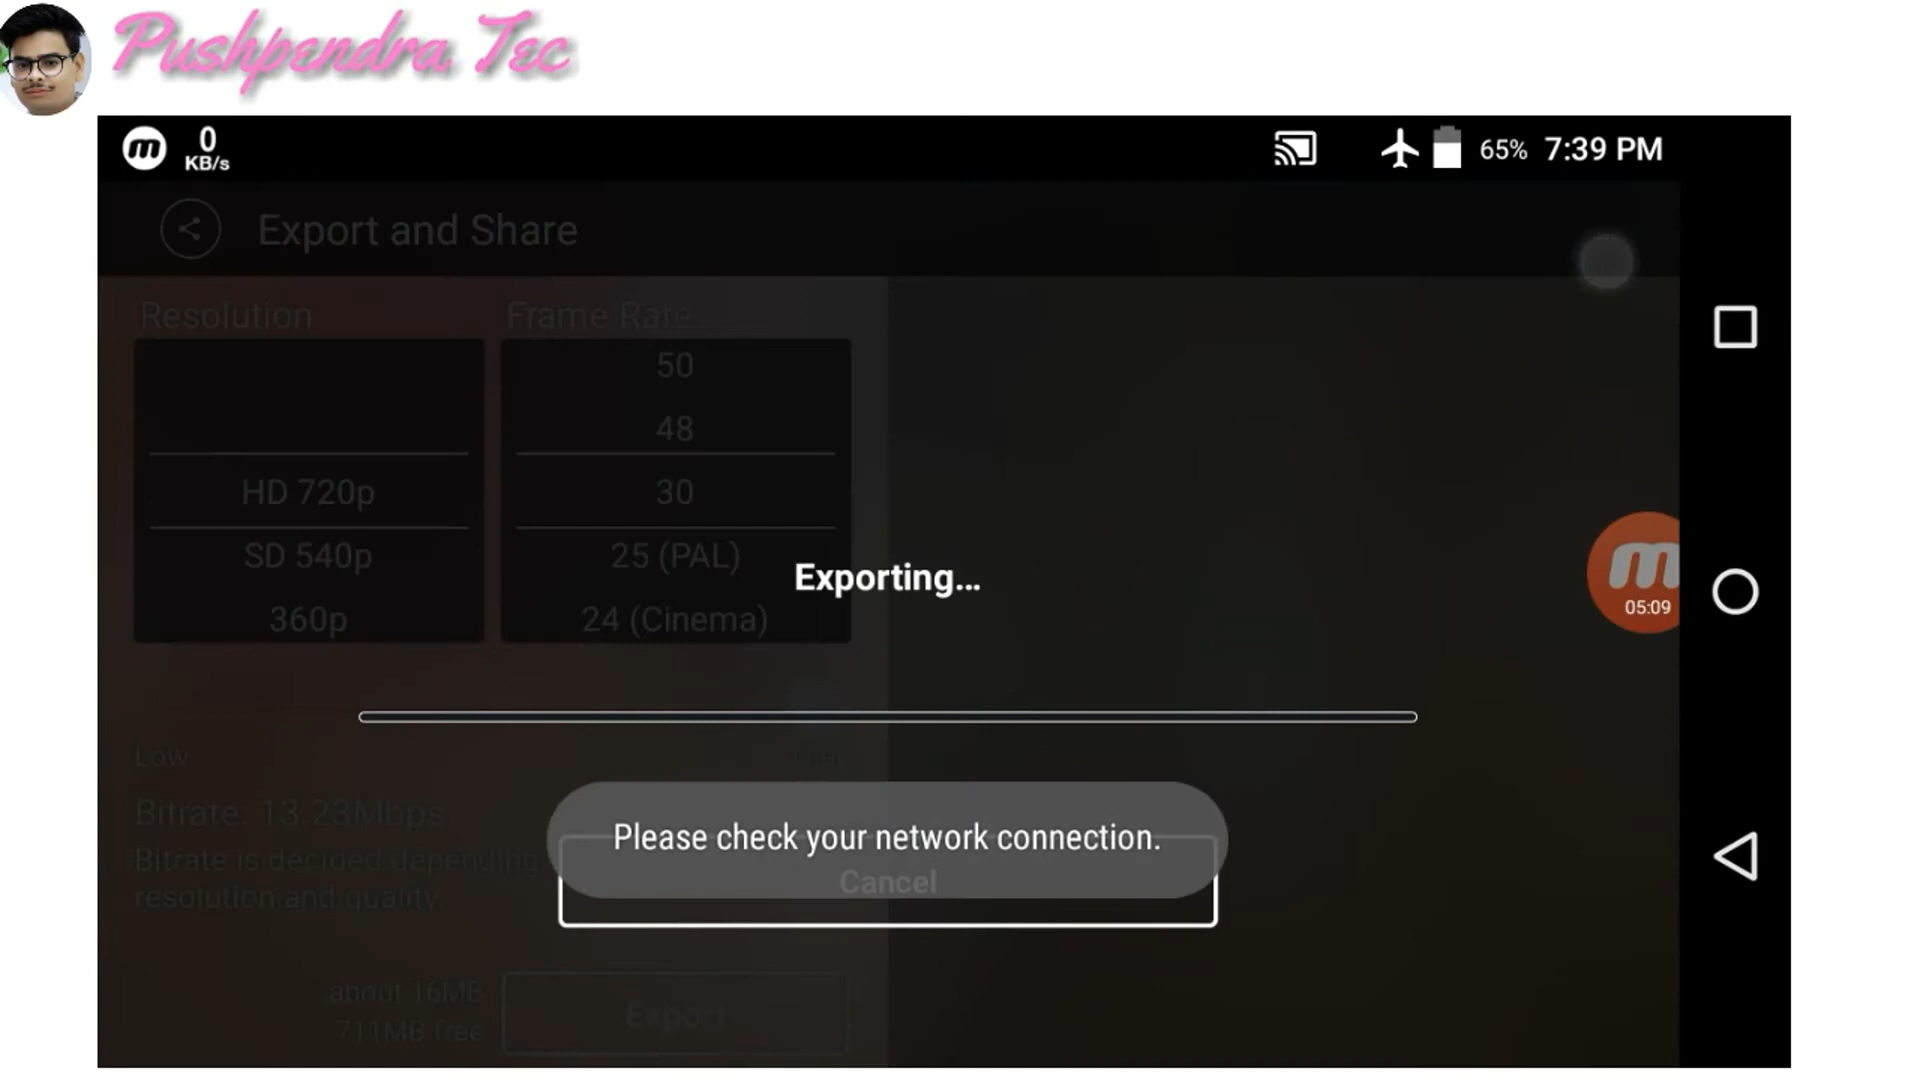 Pushpendra Tec
m 0 KB/s 65% 7:39 PM
Export and Share
Resolution Frame Rate
50
48
HD 720p 30
SD 540p 25 (PAL)
360p 24 (Cinema)
Exporting...
m 05:09
Low
Bitrate: 13.23Mbps
Please check your network connection.
Bitrate is decided depending
resolution and quality
Cancel
about 16MB
711MB free
Export